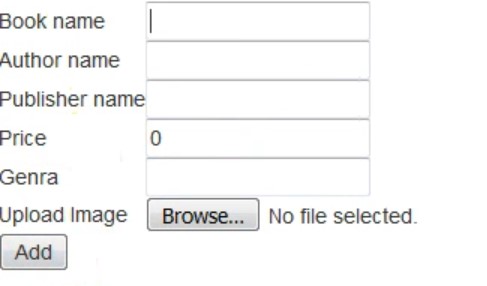 Book name
Author name
Publisher name
Price 0
Genra
Upload Image Browse... No file selected.
Add